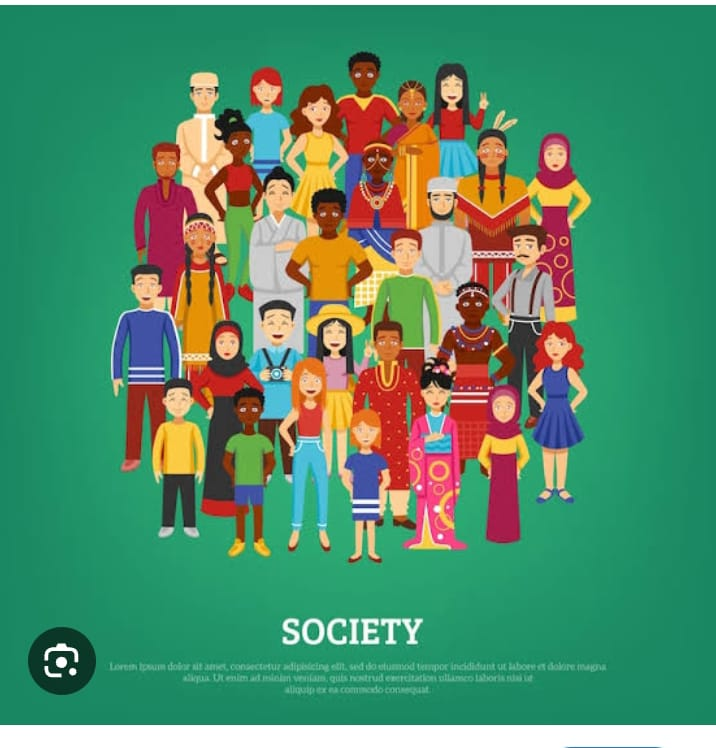 SOCIETY
Lorem ipsum dolor sit amet, consectetur adipisicing elit, sed do eiusmod tempor incididunt ut labore et dolore magna
aliqua. Ut enim ad minim veniam, quis nostrud exercitation ullamco laboris nisi ut
aliquip ex ea commodo consequat.